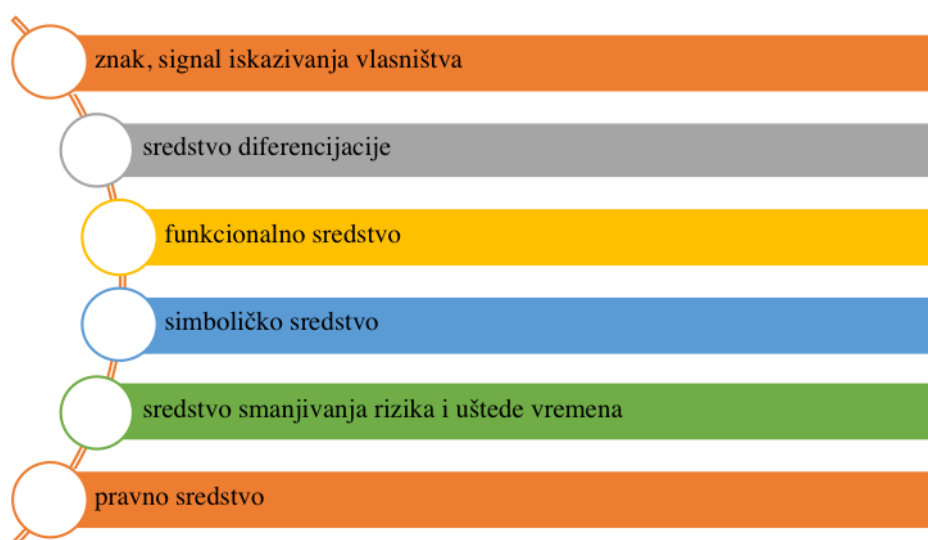 znak, signal iskazivanja vlasništva
sredstvo diferencijacije
funkcionalno sredstvo
simboličko sredstvo
sredstvo smanjivanja rizika i uštede vremena
pravno sredstvo